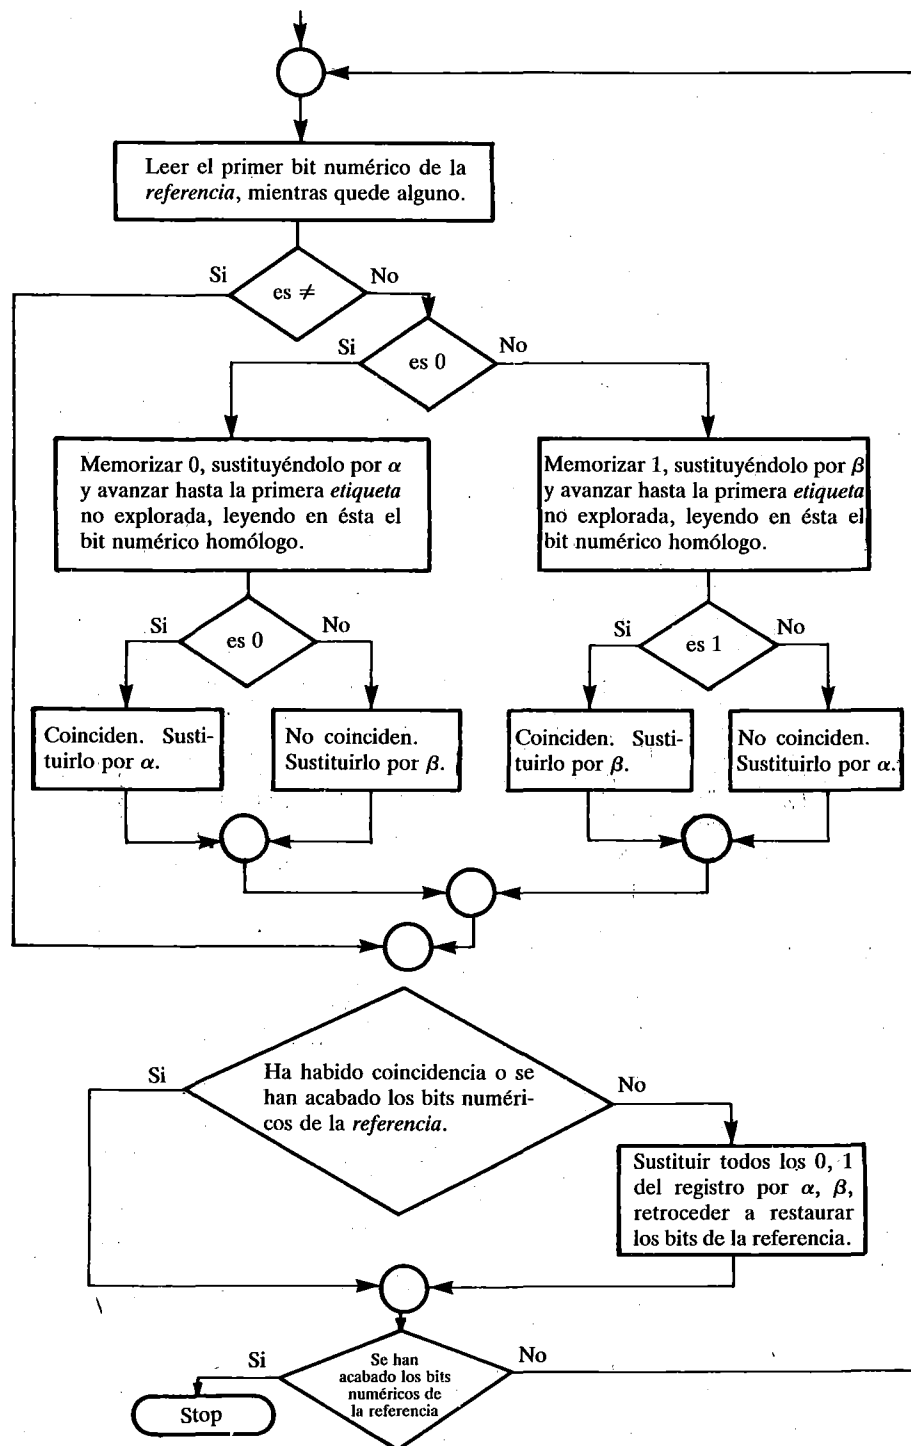 Leer el primer bit numérico de la
referencia, mientras quede alguno.
Si
No
es ≠
Si
No
es 0
Memorizar 0, sustituyéndolo por α
y avanzar hasta la primera etiqueta
no explorada, leyendo en ésta el
bit numérico homólogo.
Memorizar 1, sustituyéndolo por β
y avanzar hasta la primera etiqueta
no explorada, leyendo en ésta el
bit numérico homólogo.
Si
No
es 0
Si
No
es 1
Coinciden. Susti-
tuirlo por α.
No coinciden.
Sustituirlo por β.
Coinciden. Susti-
tuirlo por β.
No coinciden.
Sustituirlo por α.
Si
Ha habido coincidencia o se
han acabado los bits numéri-
cos de la referencia.
No
Sustituir todos los 0, 1
del registro por α, β,
retroceder a restaurar
los bits de la referencia.
Si
Se han
acabado los bits
numéricos de
la referencia
No
Stop